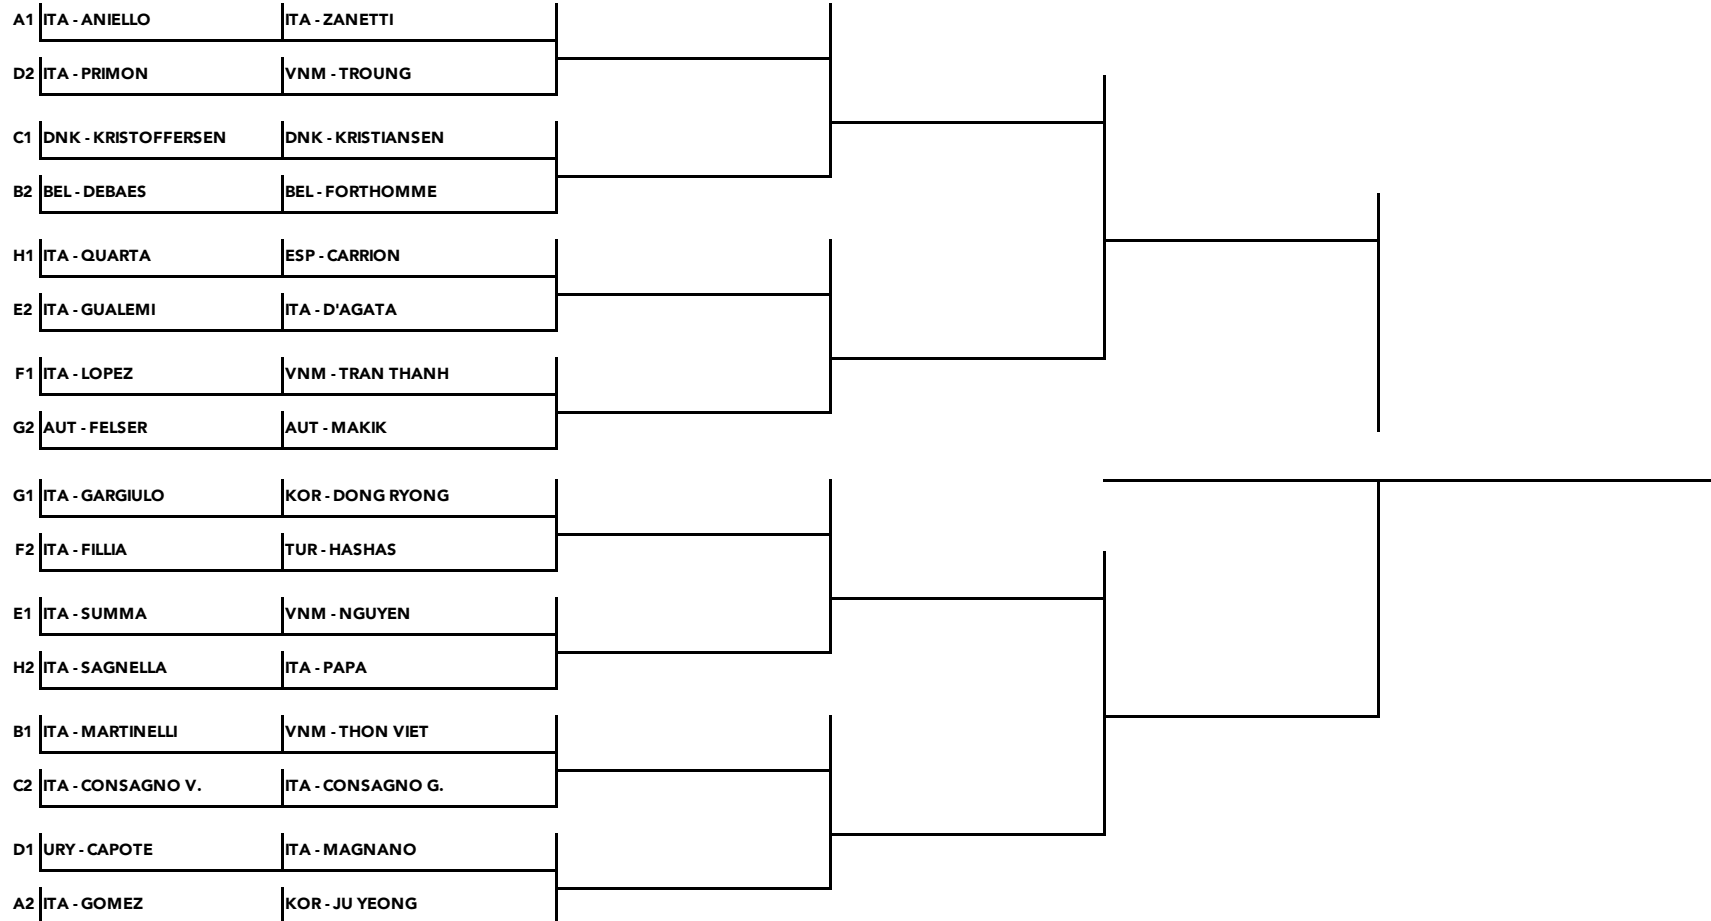 A1 ITA - ANIELLO ITA - ZANETTI
D2 ITA - PRIMON VNM - TROUNG
C1 DNK - KRISTOFFERSEN DNK - KRISTIANSEN
B2 BEL - DEBAES BEL - FORTHOMME
H1 ITA - QUARTA ESP - CARRION
E2 ITA - GUALEMI ITA - D'AGATA
F1 ITA - LOPEZ VNM - TRAN THANH
G2 AUT - FELSER AUT - MAKIK
G1 ITA - GARGIULO KOR - DONG RYONG
F2 ITA - FILLIA TUR - HASHAS
E1 ITA - SUMMA VNM - NGUYEN
H2 ITA - SAGNELLA ITA - PAPA
B1 ITA - MARTINELLI VNM - THON VIET
C2 ITA - CONSAGNO V. ITA - CONSAGNO G.
D1 URY - CAPOTE ITA - MAGNANO
A2 ITA - GOMEZ KOR - JU YEONG